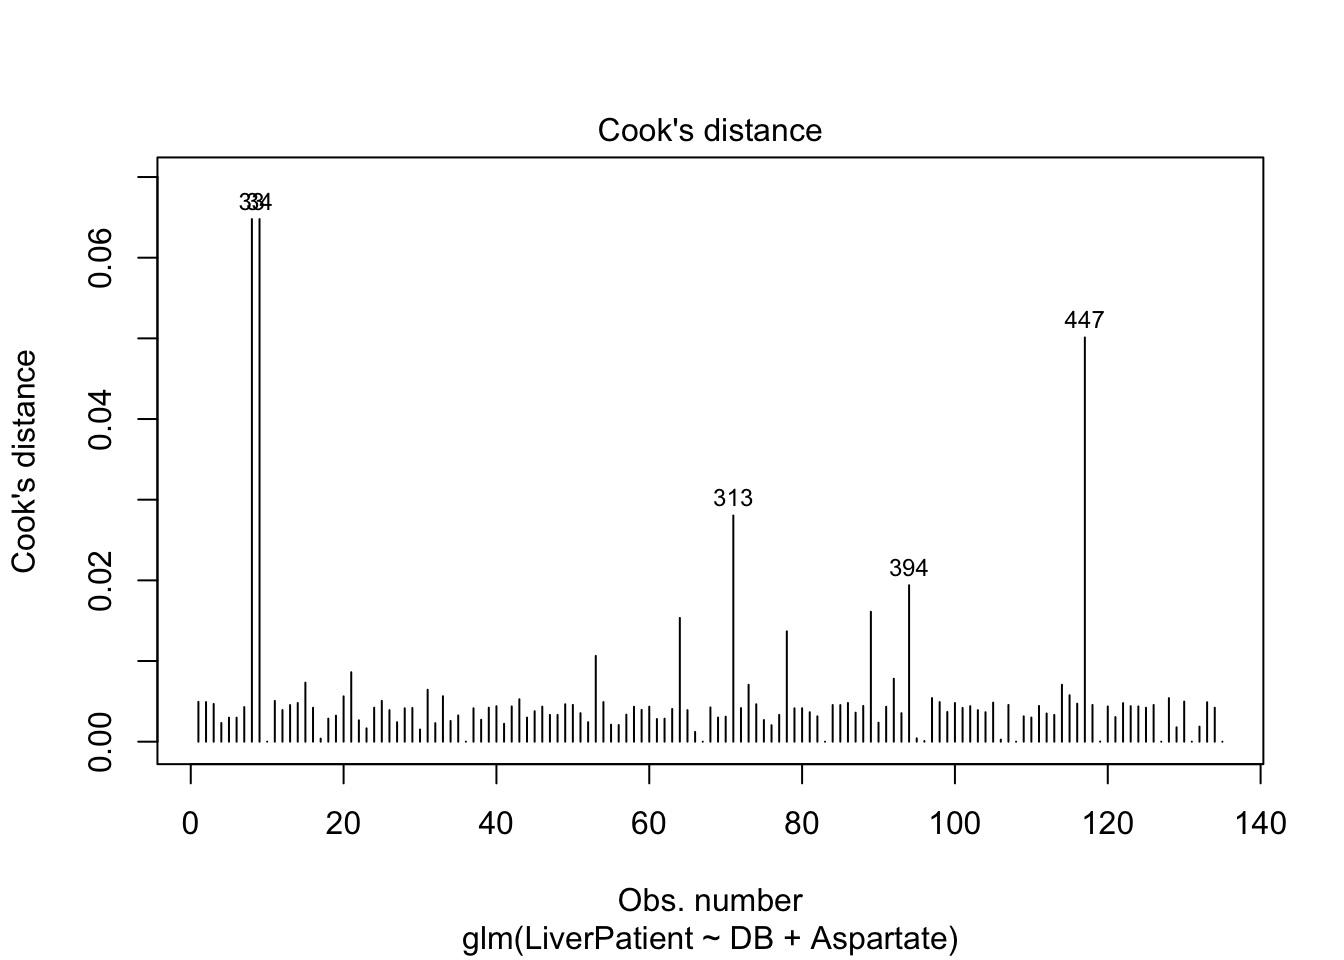 Cook's distance
Cook's distance
0.06
0.04
0.02
0.00
33 34
447
313
394
0 20 40 60 80 100 120 140
Obs. number
glm(LiverPatient ~ DB + Aspartate)